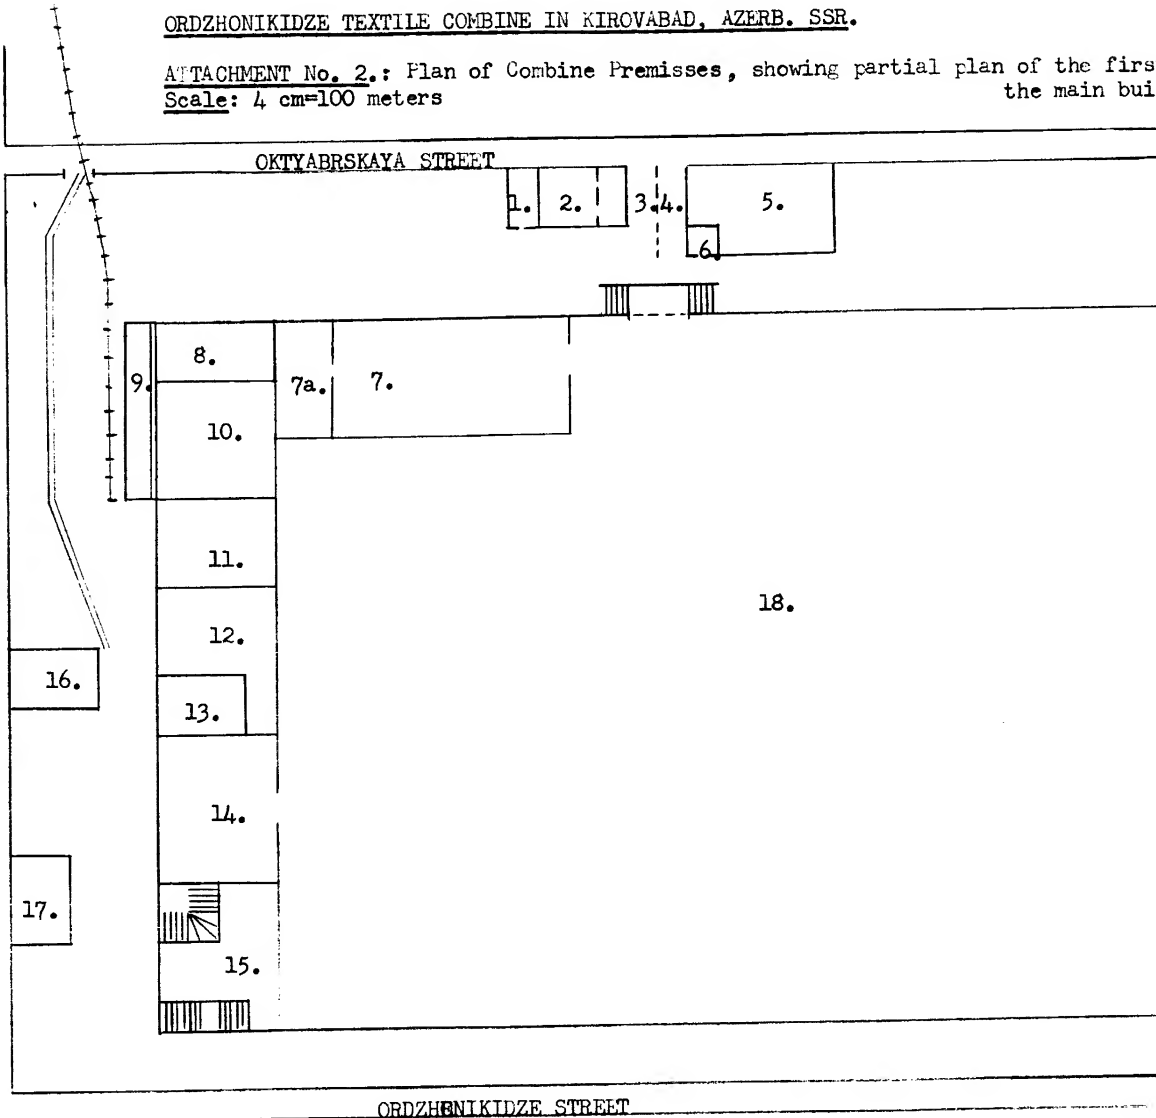 ORDZHONIKIDZE TEXTILE COMBINE IN KIROVABAD, AZERB. SSR.
ATTACHMENT No. 2.: Plan of Combine Premisses, showing partial plan of the firs
Scale: 4 cm=100 meters the main bui
OKTYABRSKAYA STREET
1. 2. 3. 4. 5.
6.
8.
9. 7a. 7.
10.
11.
18.
12.
16.
13.
14.
17.
15.
ORDZHENIKIDZE STREET